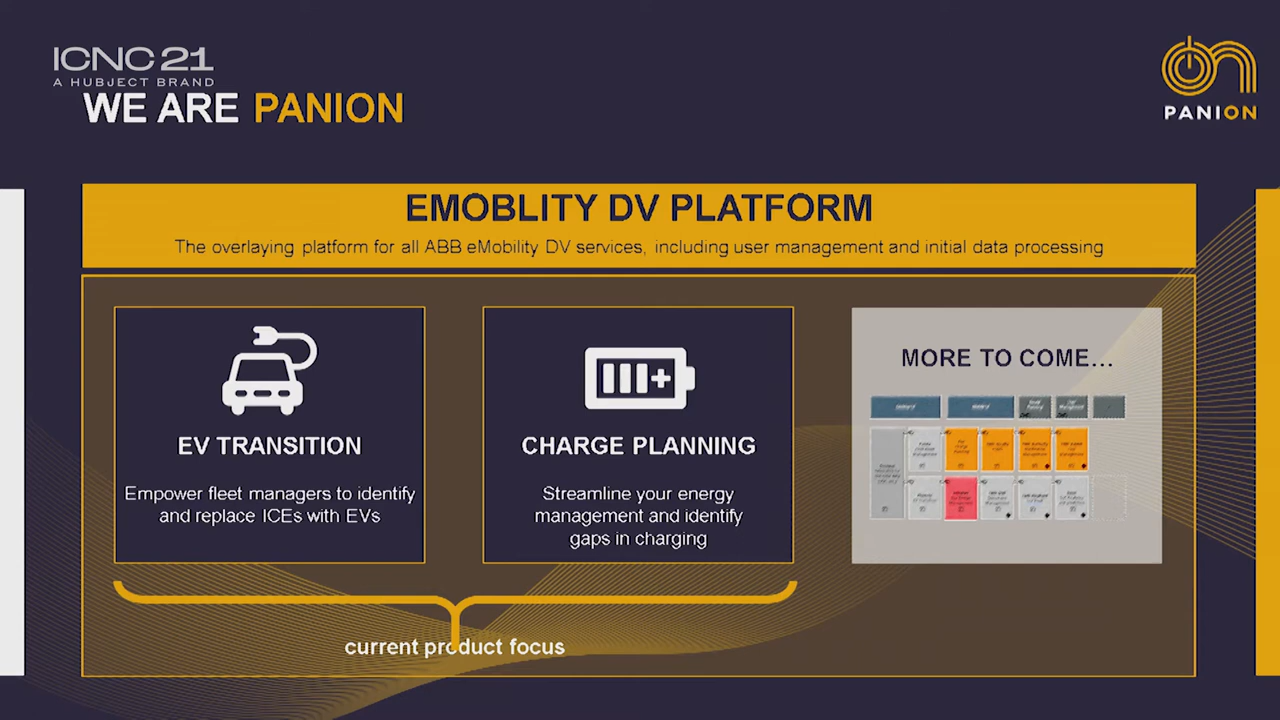 ICNC 21
A HUBJECT BRAND
WE ARE PANION
PANION
EMOBLITY DV PLATFORM
The overlaying platform for all ABB eMobility DV services, including user management and initial data processing
EV TRANSITION
Empower fleet managers to identify
and replace ICEs with EVs
CHARGE PLANNING
Streamline your energy
management and identify
gaps in charging
MORE TO COME...
current product focus